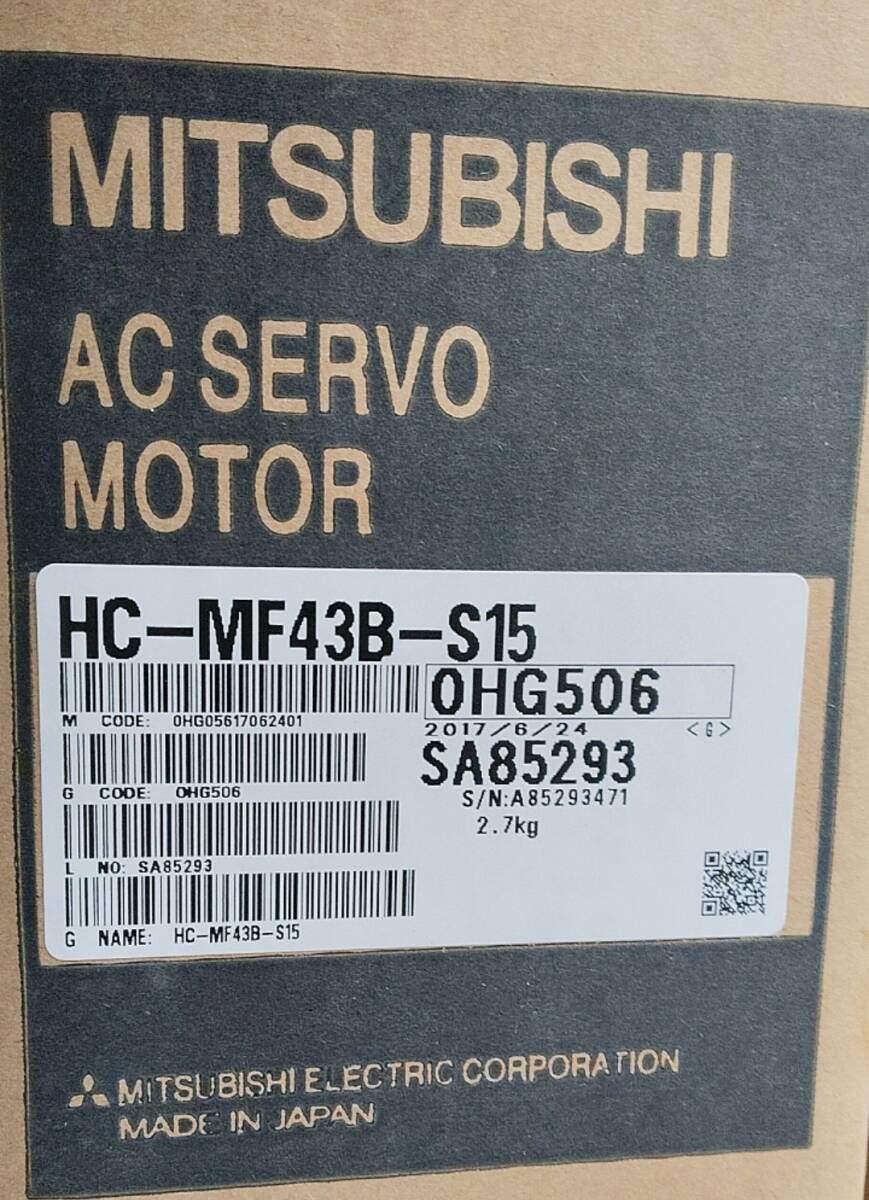 MITSUBISHI
AC SERVO
MOTOR
HC-MF43B-S15
0HG506
M CODE: 0HG05617062401
2017/6/24 <G>
SA85293
G CODE: 0HG506
S/N:A85293471
2.7kg
L NO: SA85293
G NAME: HC-MF43B-S15
MITSUBISHI ELECTRIC CORPORATION
MADE IN JAPAN